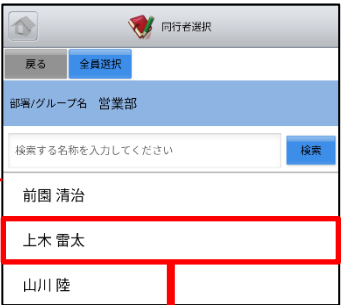 同行者選択
戻る 全員選択
部署/グループ名 営業部
検索する名称を入力してください 検索
前園 清治
上木 雷太
山川 陸